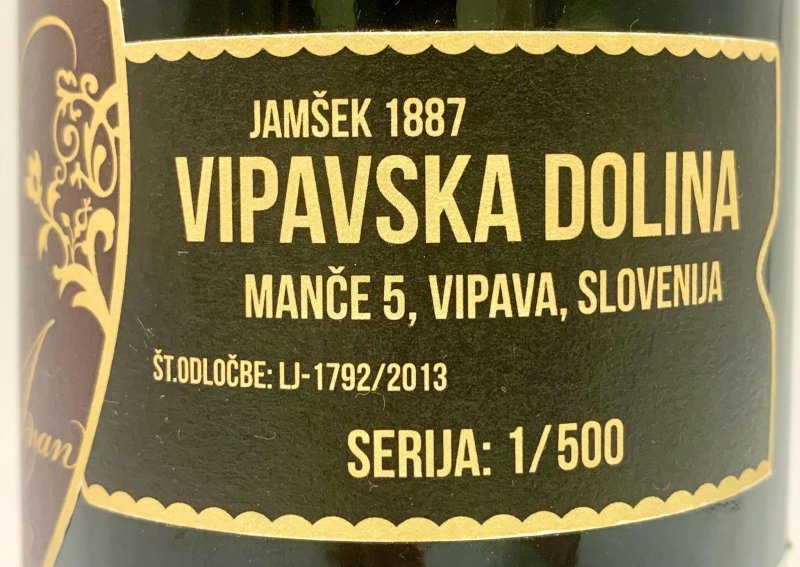 JAMŠEK 1887
VIPAVSKA DOLINA
MANČE 5, VIPAVA, SLOVENIJA
ŠT.ODLOČBE: LJ-1792/2013
SERIJA: 1/500